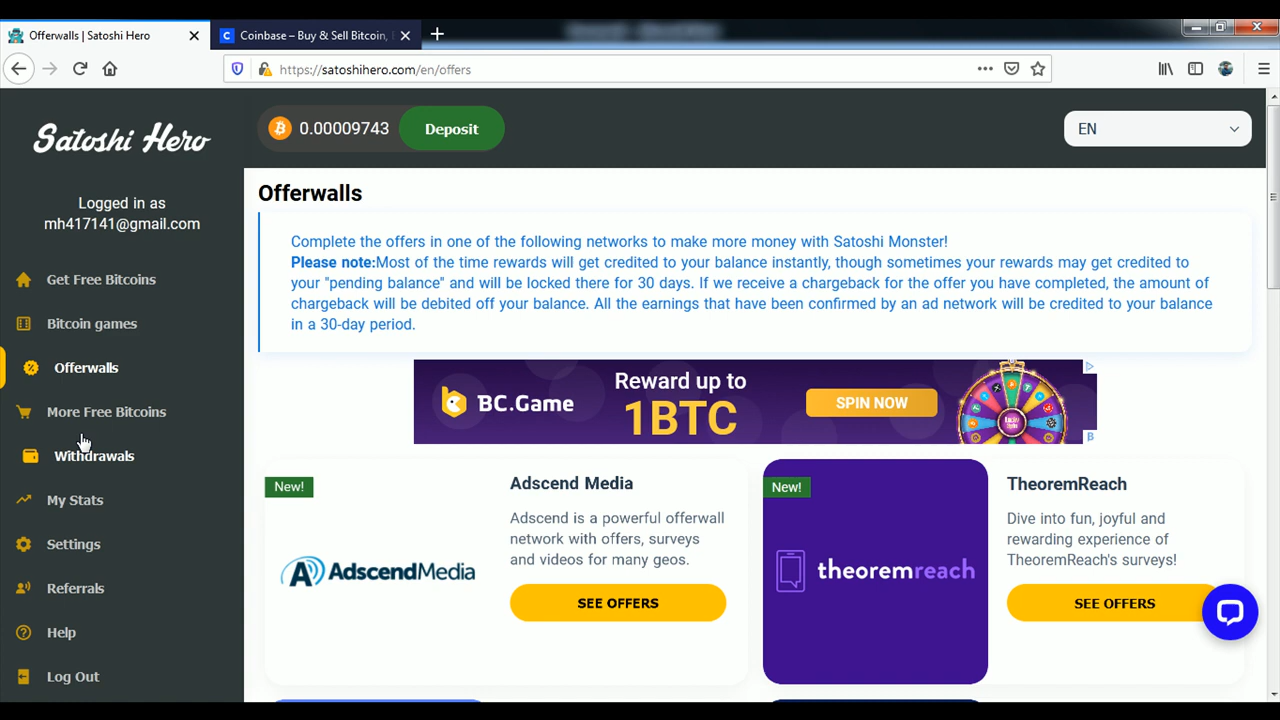 Offerwalls | Satoshi Hero
Coinbase – Buy & Sell Bitcoin,
https://satoshihero.com/en/offers
Satoshi Hero
Logged in as
mh417141@gmail.com
Get Free Bitcoins
Bitcoin games
Offerwalls
More Free Bitcoins
Withdrawals
My Stats
Settings
Referrals
Help
Log Out
0.00009743
Deposit
EN
Offerwalls
Complete the offers in one of the following networks to make more money with Satoshi Monster!
Please note:Most of the time rewards will get credited to your balance instantly, though sometimes your rewards may get credited to
your "pending balance" and will be locked there for 30 days. If we receive a chargeback for the offer you have completed, the amount of
chargeback will be debited off your balance. All the earnings that have been confirmed by an ad network will be credited to your balance
in a 30-day period.
BC.GAME
Reward up to
1BTC
SPIN NOW
New!
AdscendMedia
Adscend Media
Adscend is a powerful offerwall
network with offers, surveys
and videos for many geos.
SEE OFFERS
New!
theoremreach
TheoremReach
Dive into fun, joyful and
rewarding experience of
TheoremReach's surveys!
SEE OFFERS